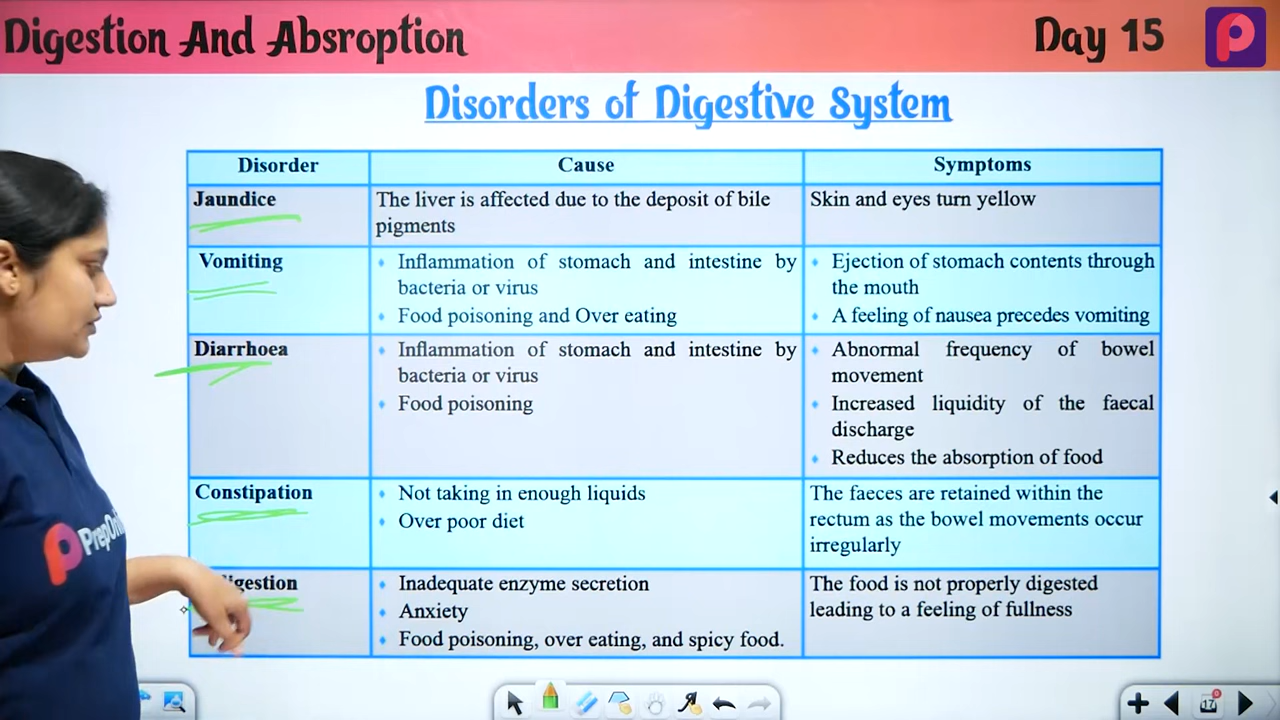 Digestion And Absroption
Day 15
Disorders of Digestive System
Disorder
Cause
Symptoms
Jaundice
The liver is affected due to the deposit of bile
pigments
Skin and eyes turn yellow
Vomiting
Inflammation of stomach and intestine by
bacteria or virus
Food poisoning and Over eating
Ejection of stomach contents through
the mouth
A feeling of nausea precedes vomiting
Diarrhoea
Inflammation of stomach and intestine by
bacteria or virus
Food poisoning
Abnormal frequency of bowel
movement
Increased liquidity of the faecal
discharge
Reduces the absorption of food
Constipation
Not taking in enough liquids
Over poor diet
The faeces are retained within the
rectum as the bowel movements occur
irregularly
Inadequate enzyme secretion
Anxiety
Food poisoning, over eating, and spicy food.
The food is not properly digested
leading to a feeling of fullness
17